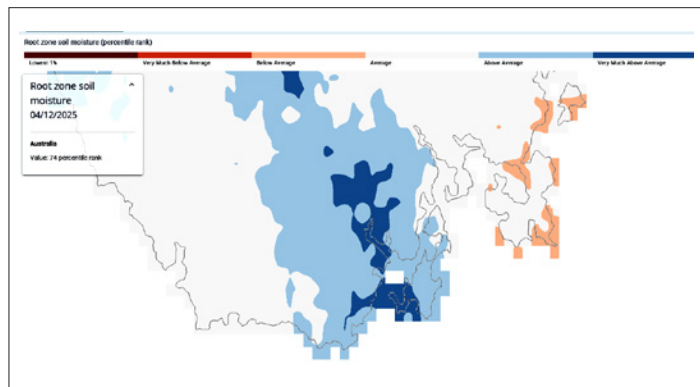 Root zone soil moisture (percentile rank)
Lowest 1% Very Much Below Average Below Average Average Above Average Very Much Above Average
Root zone soil
moisture
04/12/2025
Australia
Value: 74 percentile rank